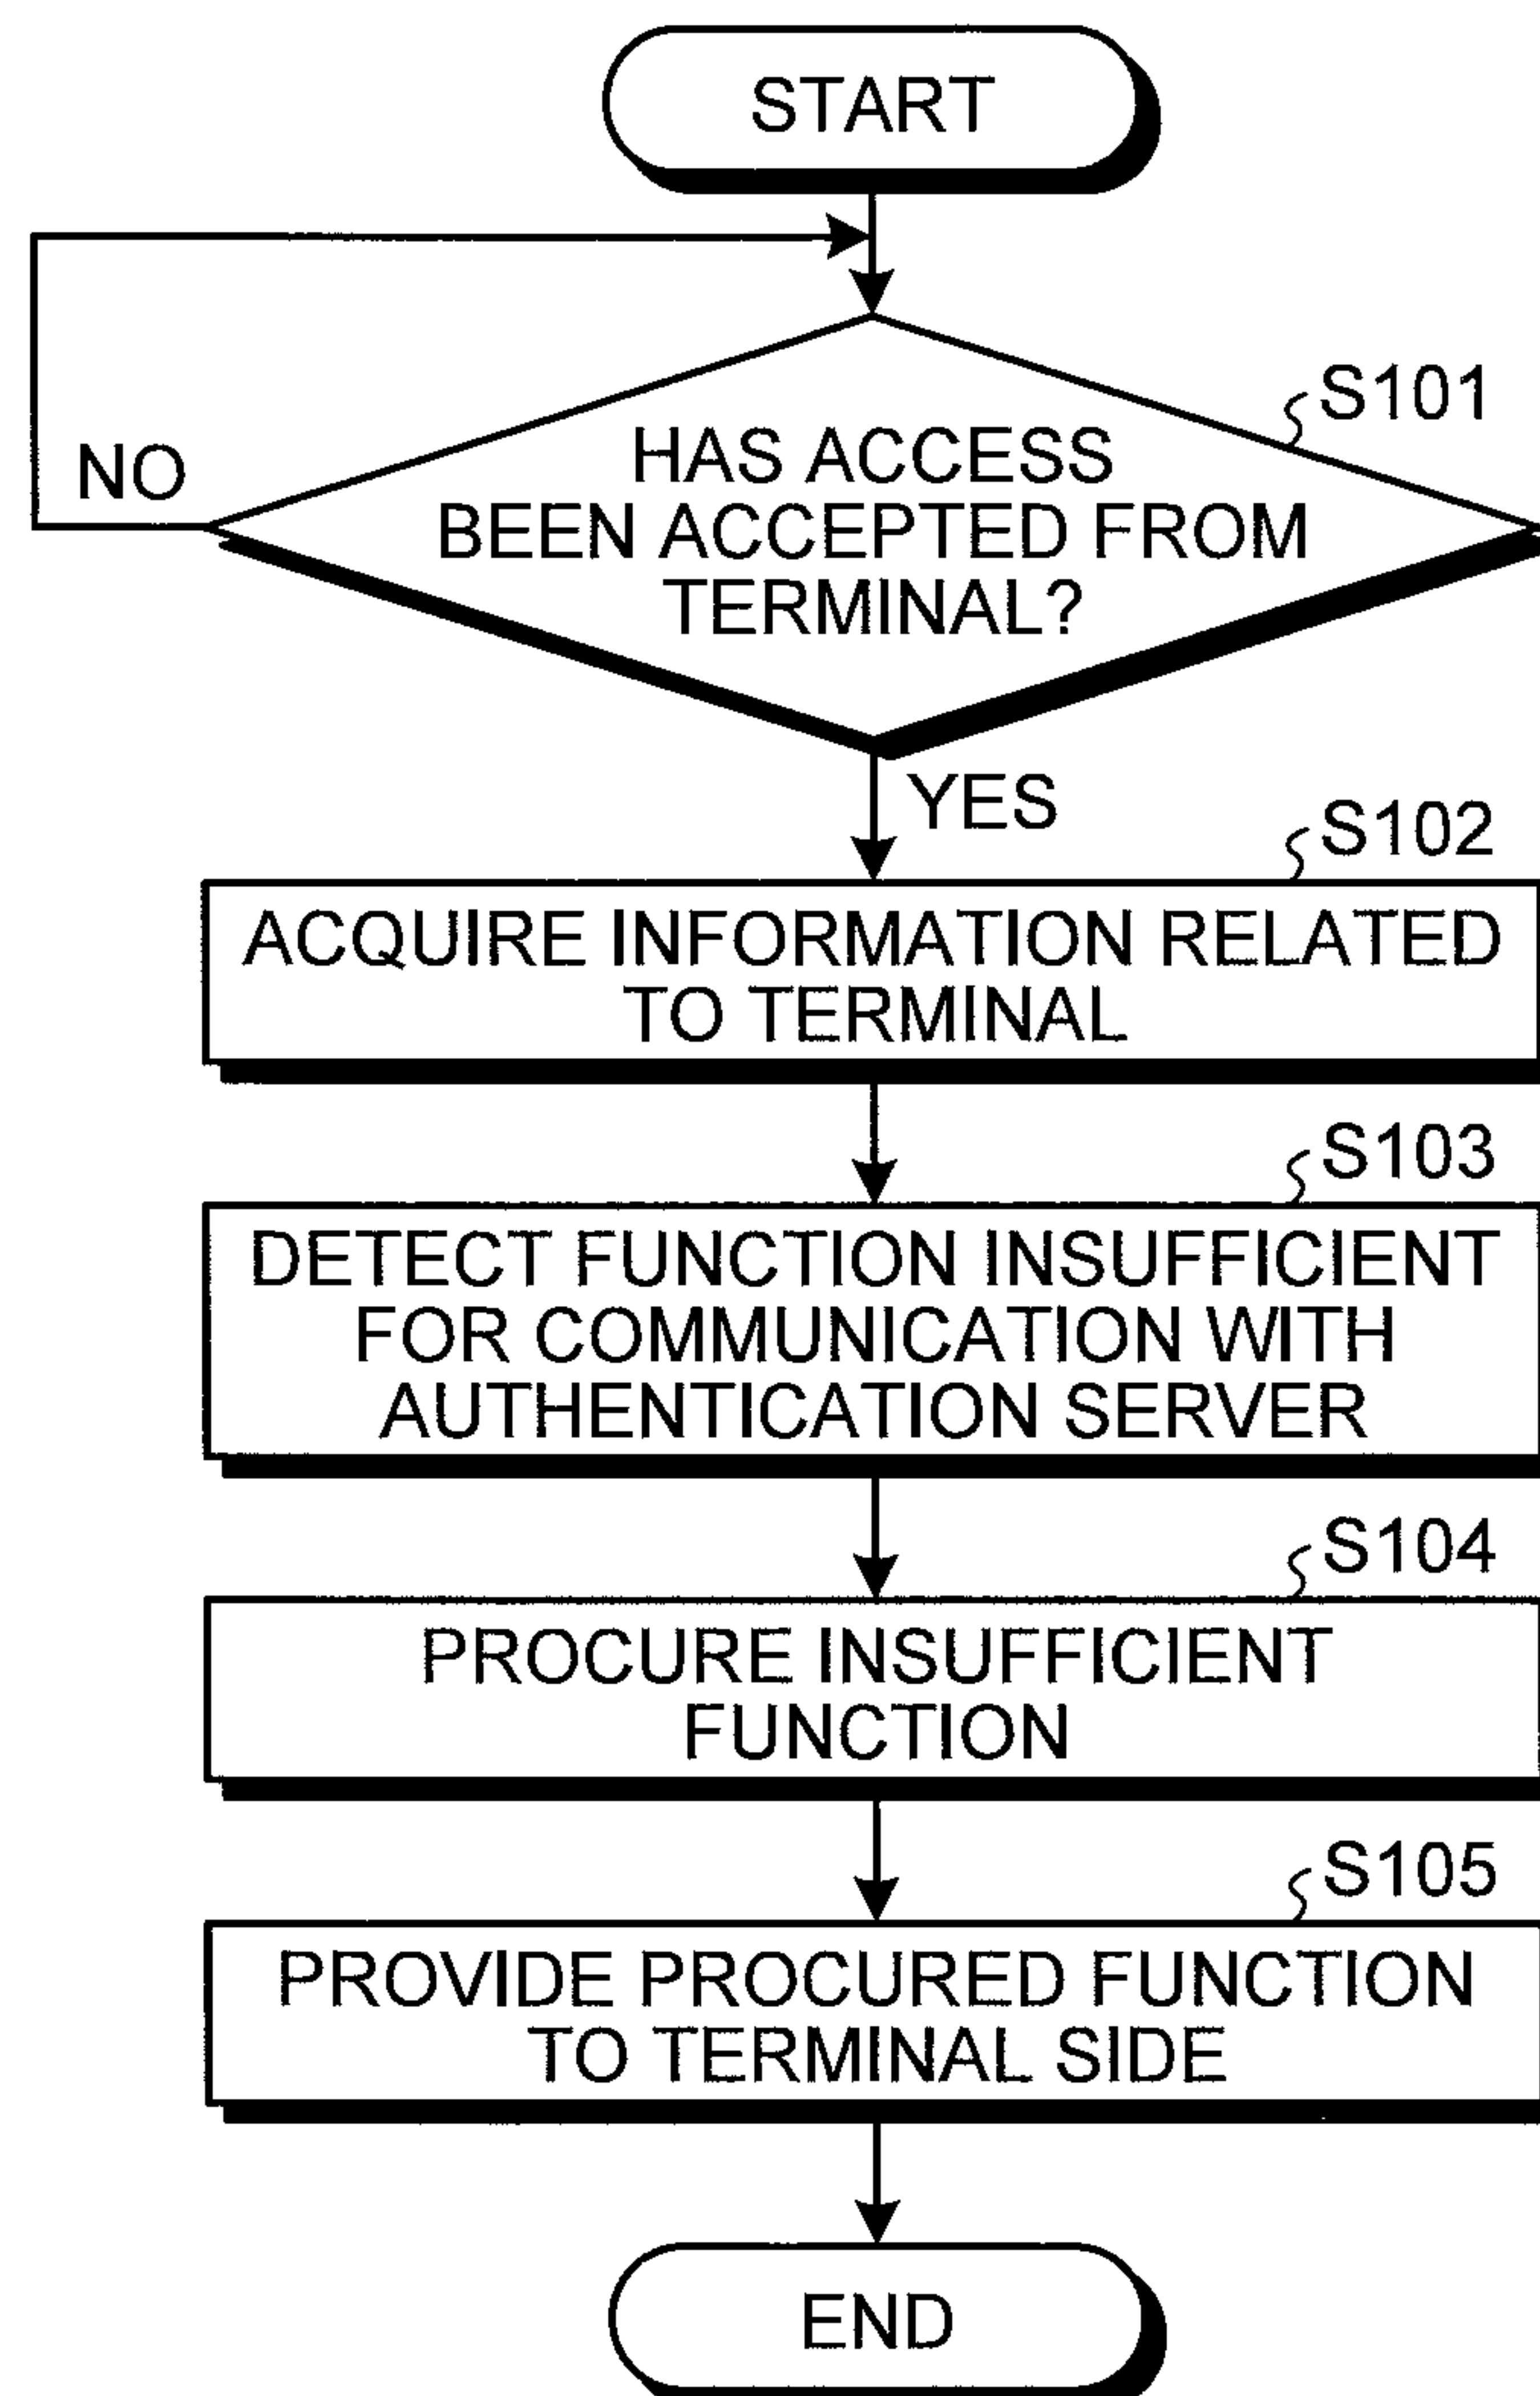 START
S101
HAS ACCESS
BEEN ACCEPTED FROM
TERMINAL?
NO
YES
S102
ACQUIRE INFORMATION RELATED
TO TERMINAL
S103
DETECT FUNCTION INSUFFICIENT
FOR COMMUNICATION WITH
AUTHENTICATION SERVER
S104
PROCURE INSUFFICIENT
FUNCTION
S105
PROVIDE PROCURED FUNCTION
TO TERMINAL SIDE
END